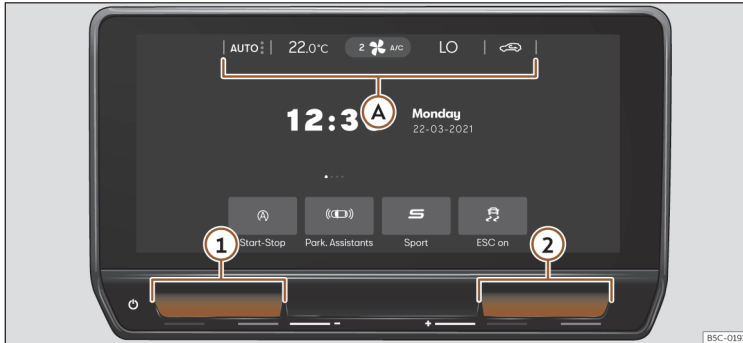 AUTO 22.0°C 2 A/C LO
A
12:3 Monday
22-03-2021
Start-Stop Park. Assistants Sport ESC on
1 2
- +
B5C-019